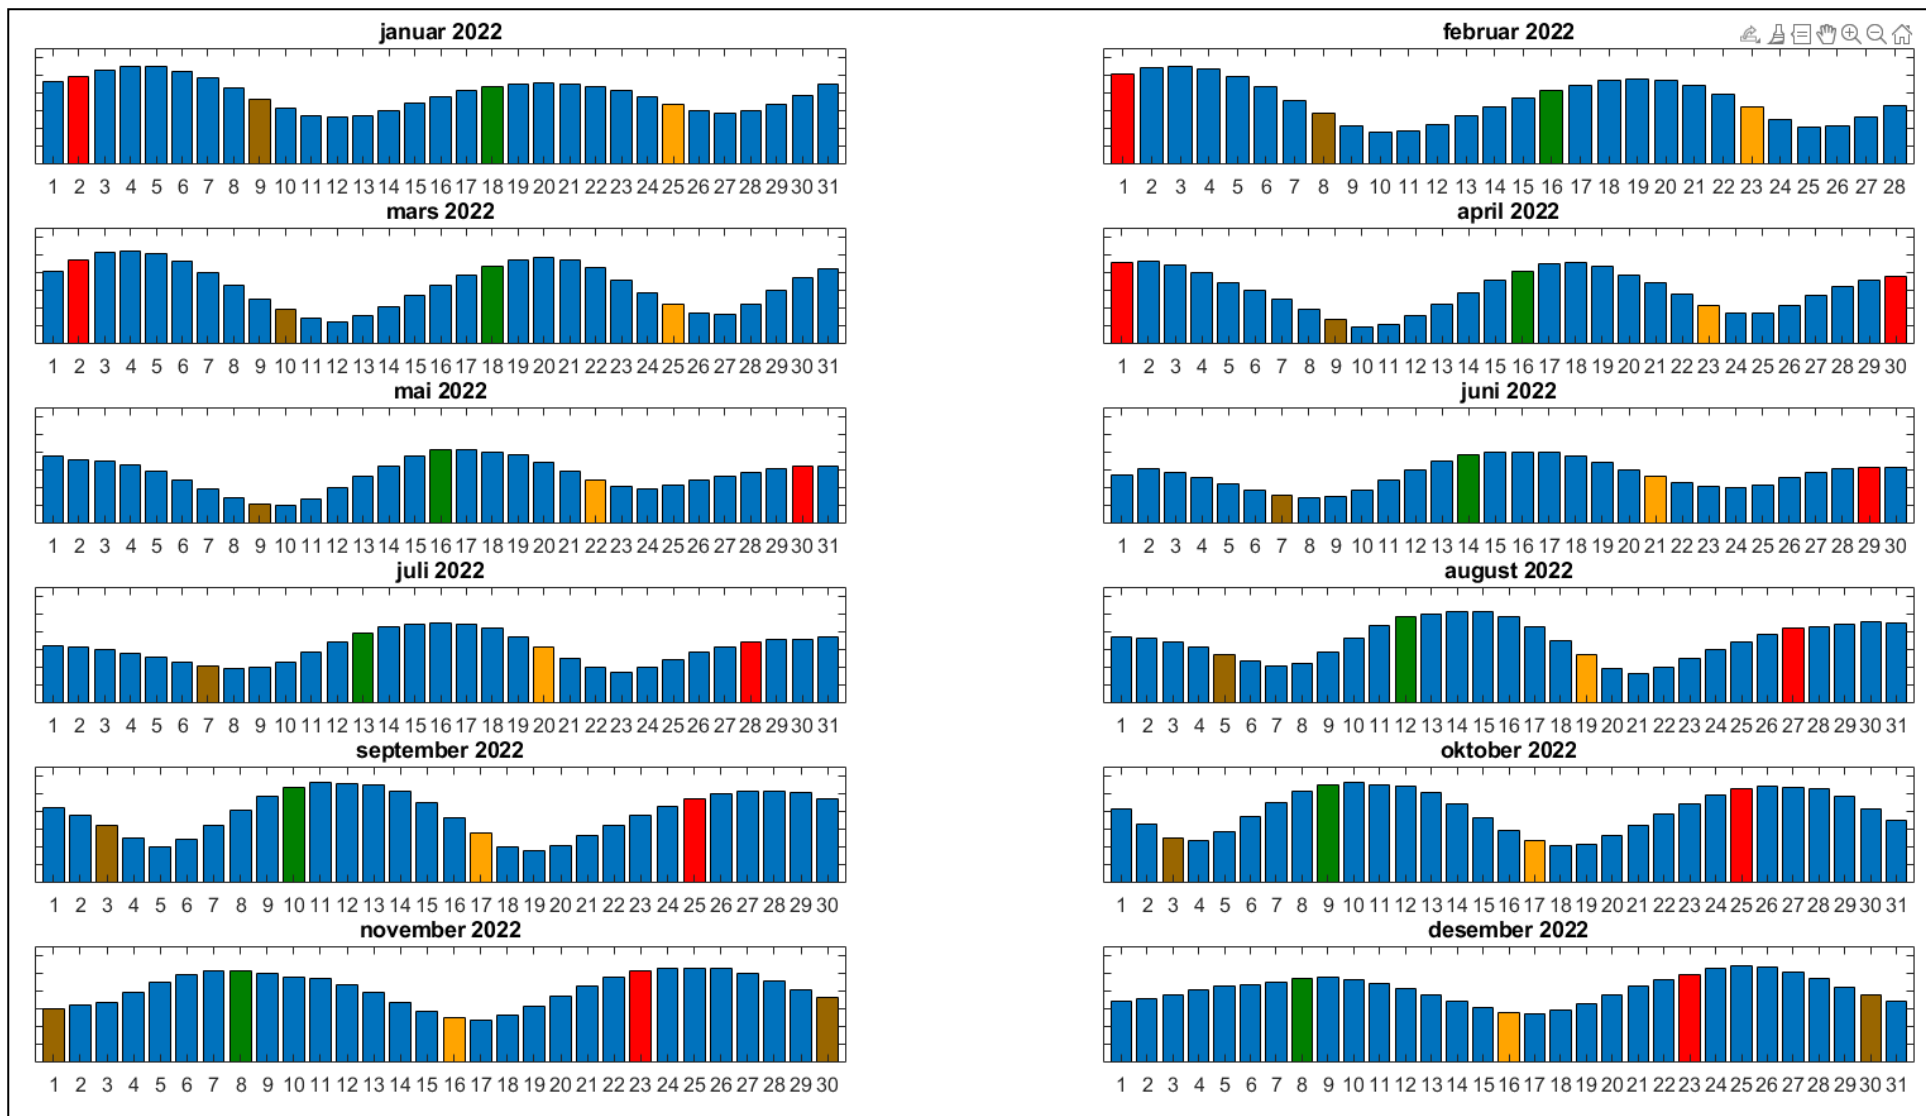 januar 2022 februar 2022
1 2 3 4 5 6 7 8 9 10 11 12 13 14 15 16 17 18 19 20 21 22 23 24 25 26 27 28 29 30 31 1 2 3 4 5 6 7 8 9 10 11 12 13 14 15 16 17 18 19 20 21 22 23 24 25 26 27 28
mars 2022 april 2022
1 2 3 4 5 6 7 8 9 10 11 12 13 14 15 16 17 18 19 20 21 22 23 24 25 26 27 28 29 30 31 1 2 3 4 5 6 7 8 9 10 11 12 13 14 15 16 17 18 19 20 21 22 23 24 25 26 27 28 29 30
mai 2022 juni 2022
1 2 3 4 5 6 7 8 9 10 11 12 13 14 15 16 17 18 19 20 21 22 23 24 25 26 27 28 29 30 31 1 2 3 4 5 6 7 8 9 10 11 12 13 14 15 16 17 18 19 20 21 22 23 24 25 26 27 28 29 30
juli 2022 august 2022
1 2 3 4 5 6 7 8 9 10 11 12 13 14 15 16 17 18 19 20 21 22 23 24 25 26 27 28 29 30 31 1 2 3 4 5 6 7 8 9 10 11 12 13 14 15 16 17 18 19 20 21 22 23 24 25 26 27 28 29 30 31
september 2022 oktober 2022
1 2 3 4 5 6 7 8 9 10 11 12 13 14 15 16 17 18 19 20 21 22 23 24 25 26 27 28 29 30 1 2 3 4 5 6 7 8 9 10 11 12 13 14 15 16 17 18 19 20 21 22 23 24 25 26 27 28 29 30 31
november 2022 desember 2022
1 2 3 4 5 6 7 8 9 10 11 12 13 14 15 16 17 18 19 20 21 22 23 24 25 26 27 28 29 30 1 2 3 4 5 6 7 8 9 10 11 12 13 14 15 16 17 18 19 20 21 22 23 24 25 26 27 28 29 30 31